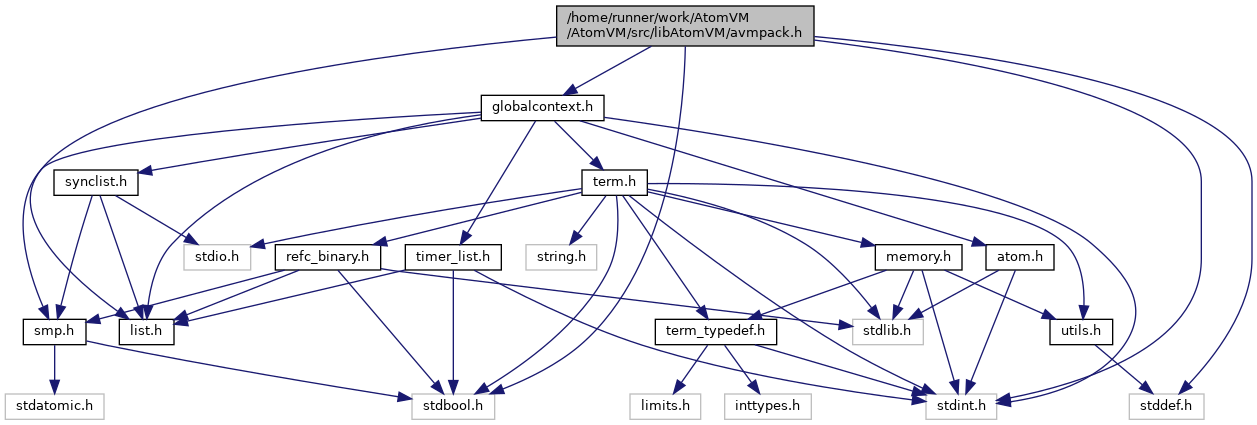 /home/runner/work/AtomVM
/AtomVM/src/libAtomVM/avmpack.h
globalcontext.h
synclist.h
term.h
stdio.h
refc_binary.h
timer_list.h
string.h
memory.h
atom.h
smp.h
list.h
term_typedef.h
stdlib.h
utils.h
stdatomic.h
stdbool.h
limits.h
inttypes.h
stdint.h
stddef.h